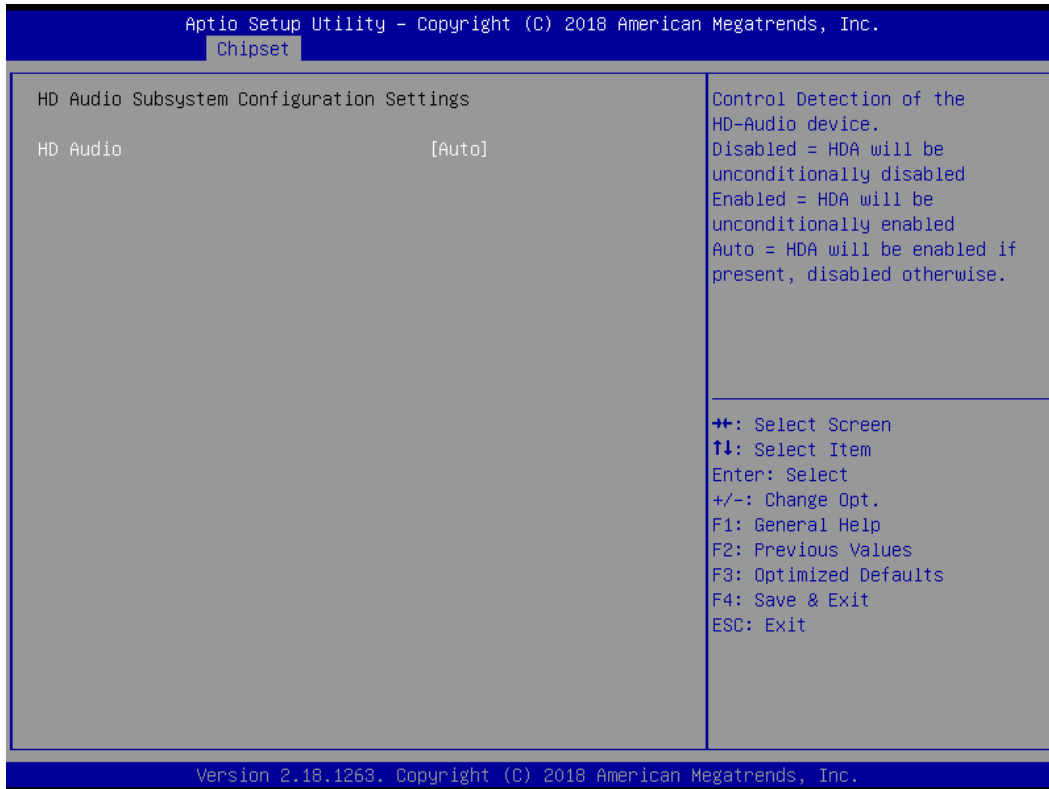 Aptio Setup Utility – Copyright (C) 2018 American Megatrends, Inc.
Chipset
HD Audio Subsystem Configuration Settings
HD Audio [Auto]
Control Detection of the
HD-Audio device.
Disabled = HDA will be
unconditionally disabled
Enabled = HDA will be
unconditionally enabled
Auto = HDA will be enabled if
present, disabled otherwise.
→←: Select Screen
↑↓: Select Item
Enter: Select
+/-: Change Opt.
F1: General Help
F2: Previous Values
F3: Optimized Defaults
F4: Save & Exit
ESC: Exit
Version 2.18.1263. Copyright (C) 2018 American Megatrends, Inc.